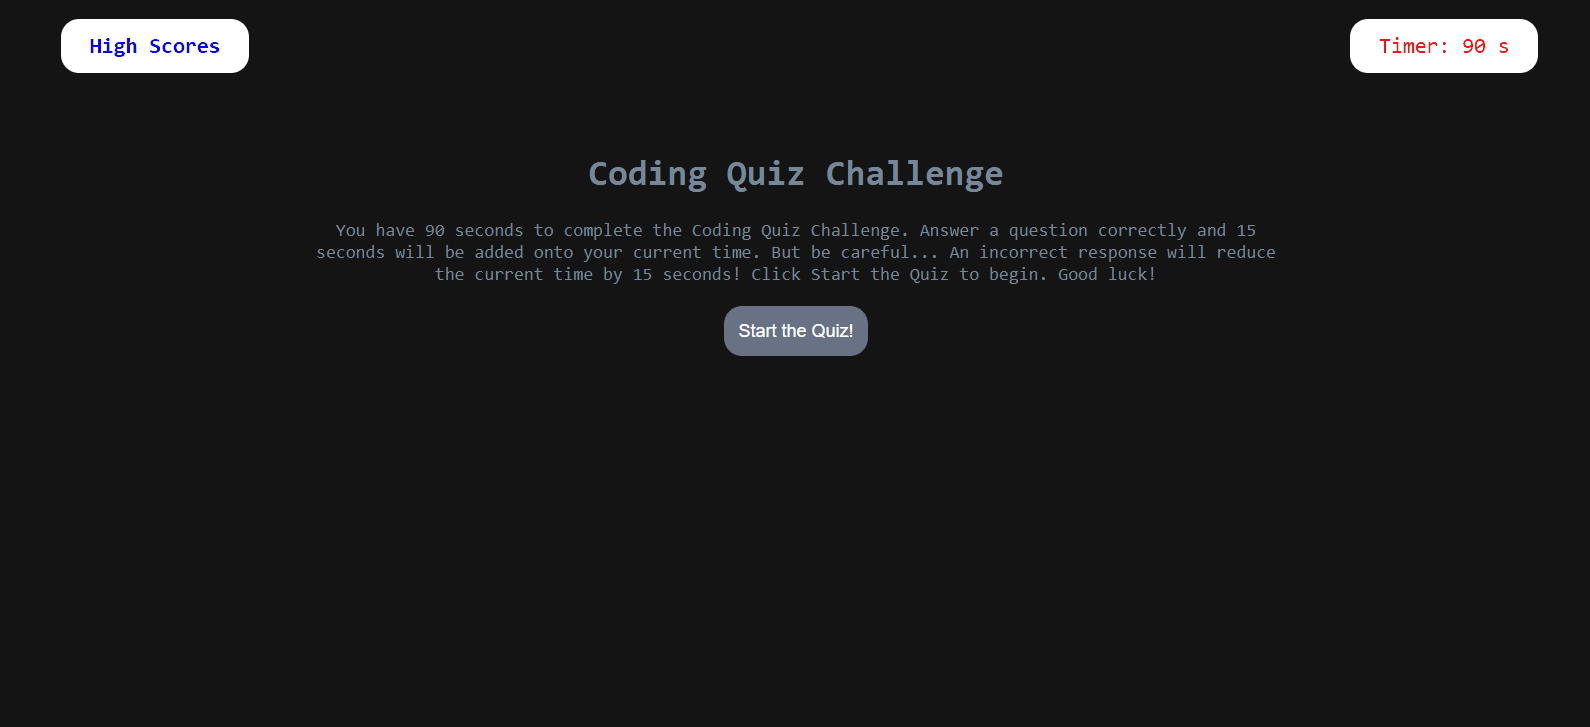 High Scores
Timer: 90 s
Coding Quiz Challenge
You have 90 seconds to complete the Coding Quiz Challenge. Answer a question correctly and 15
seconds will be added onto your current time. But be careful... An incorrect response will reduce
the current time by 15 seconds! Click Start the Quiz to begin. Good luck!
Start the Quiz!